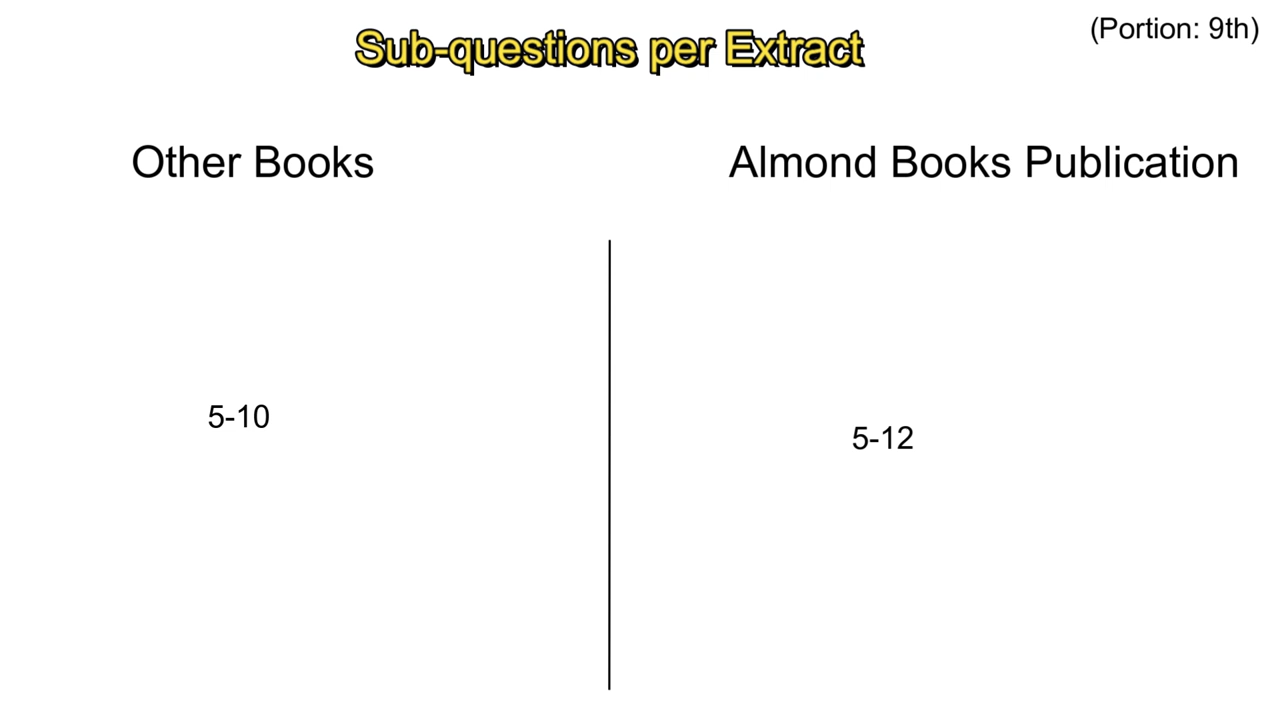 Sub-questions per Extract
(Portion: 9th)
Other Books
Almond Books Publication
5-10
5-12